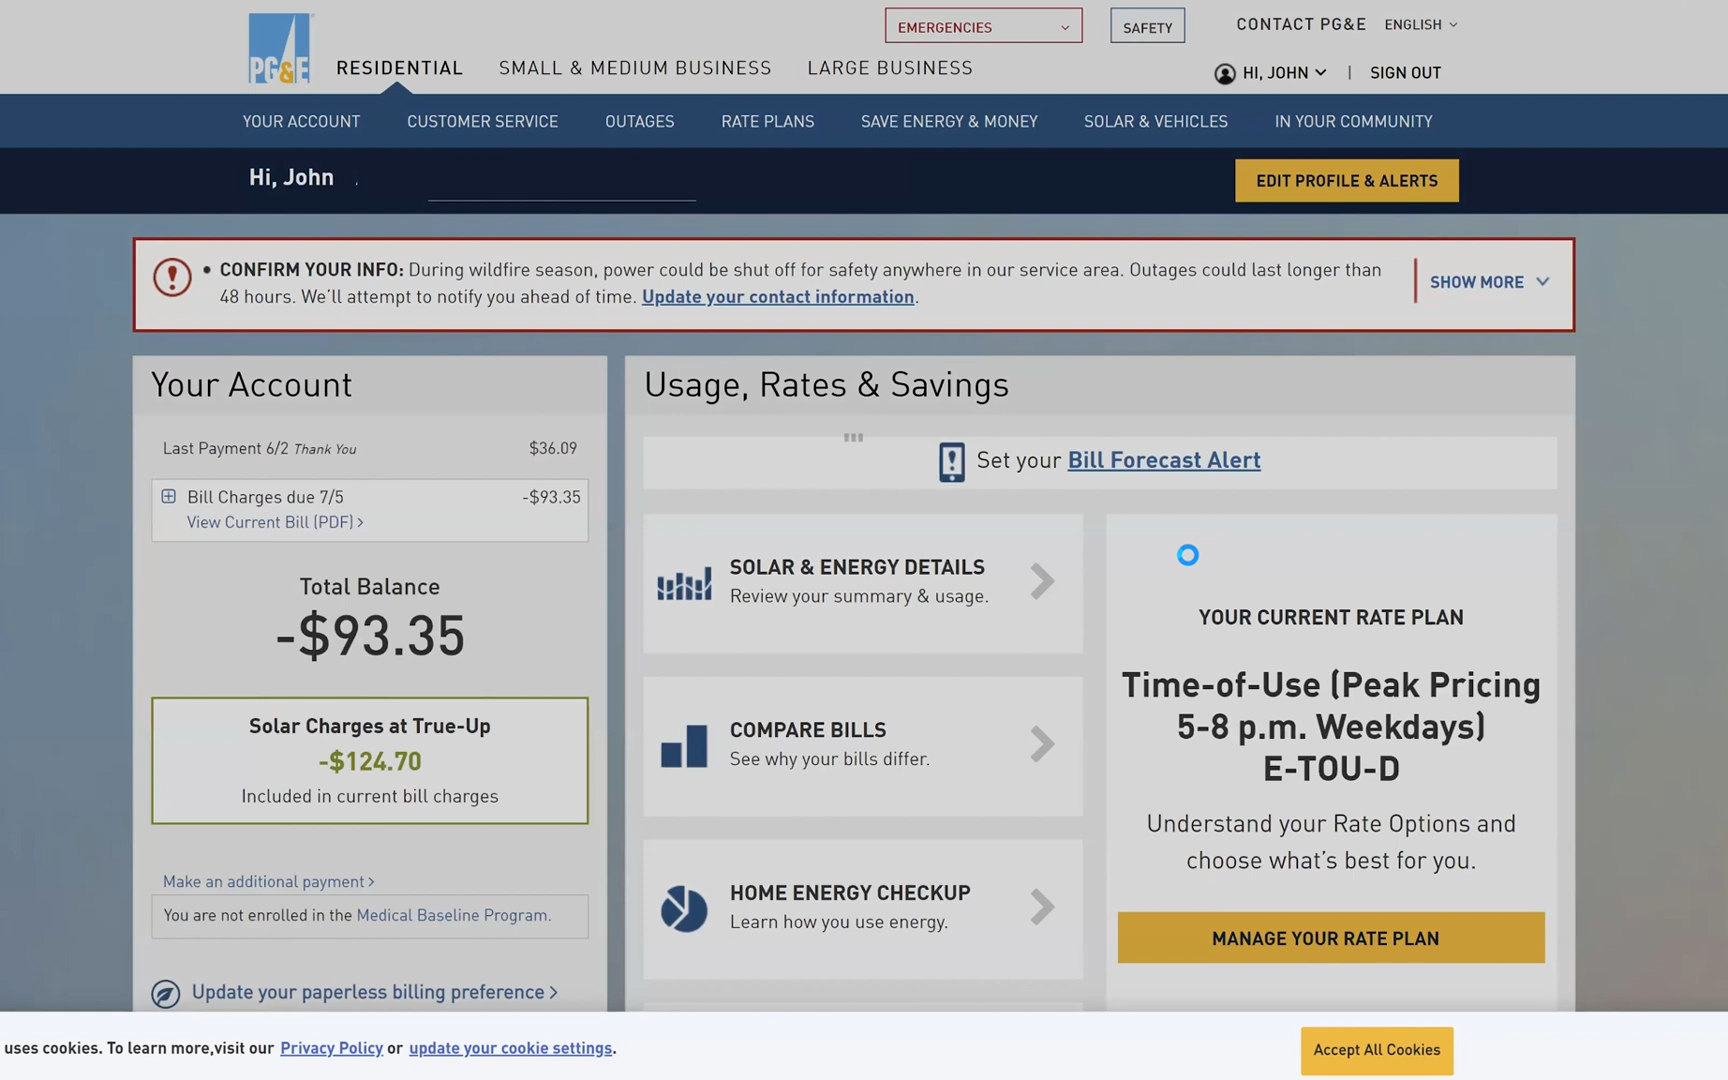 EMERGENCIES
SAFETY
CONTACT PG&E
ENGLISH
PG&E
RESIDENTIAL
SMALL & MEDIUM BUSINESS
LARGE BUSINESS
HI, JOHN
|
SIGN OUT
YOUR ACCOUNT
CUSTOMER SERVICE
OUTAGES
RATE PLANS
SAVE ENERGY & MONEY
SOLAR & VEHICLES
IN YOUR COMMUNITY
Hi, John
EDIT PROFILE & ALERTS
• CONFIRM YOUR INFO: During wildfire season, power could be shut off for safety anywhere in our service area. Outages could last longer than
48 hours. We'll attempt to notify you ahead of time. Update your contact information.
SHOW MORE
Your Account
Last Payment 6/2 Thank You $36.09
Bill Charges due 7/5 -$93.35
View Current Bill (PDF) >
Total Balance
-$93.35
Solar Charges at True-Up
-$124.70
Included in current bill charges
Make an additional payment >
You are not enrolled in the Medical Baseline Program.
Update your paperless billing preference >
Usage, Rates & Savings
Set your Bill Forecast Alert
SOLAR & ENERGY DETAILS
Review your summary & usage.
COMPARE BILLS
See why your bills differ.
HOME ENERGY CHECKUP
Learn how you use energy.
YOUR CURRENT RATE PLAN
Time-of-Use (Peak Pricing
5-8 p.m. Weekdays)
E-TOU-D
Understand your Rate Options and
choose what's best for you.
MANAGE YOUR RATE PLAN
uses cookies. To learn more,visit our Privacy Policy or update your cookie settings.
Accept All Cookies